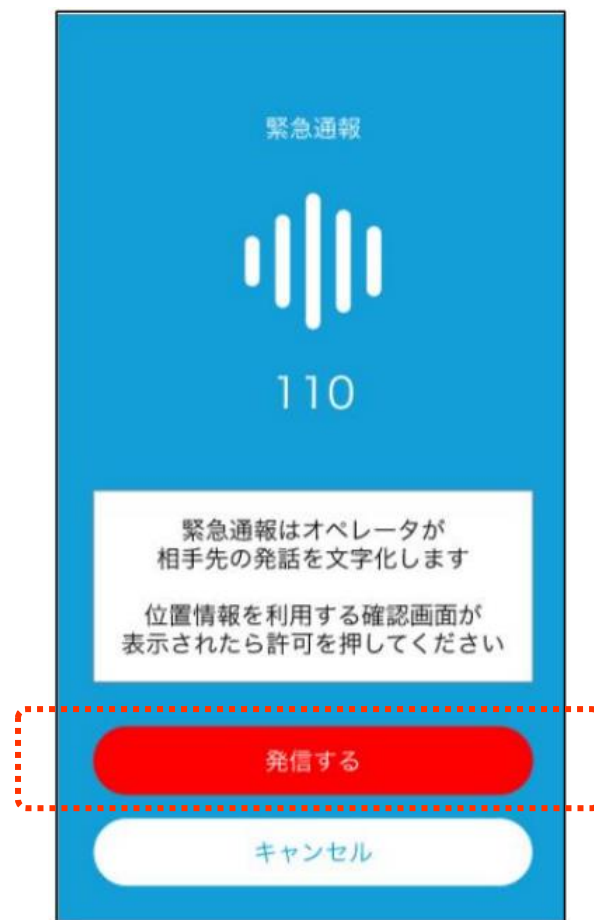 緊急通報
110
緊急通報はオペレータが
相手先の発話を文字化します
位置情報を利用する確認画面が
表示されたら許可を押してください
発信する
キャンセル